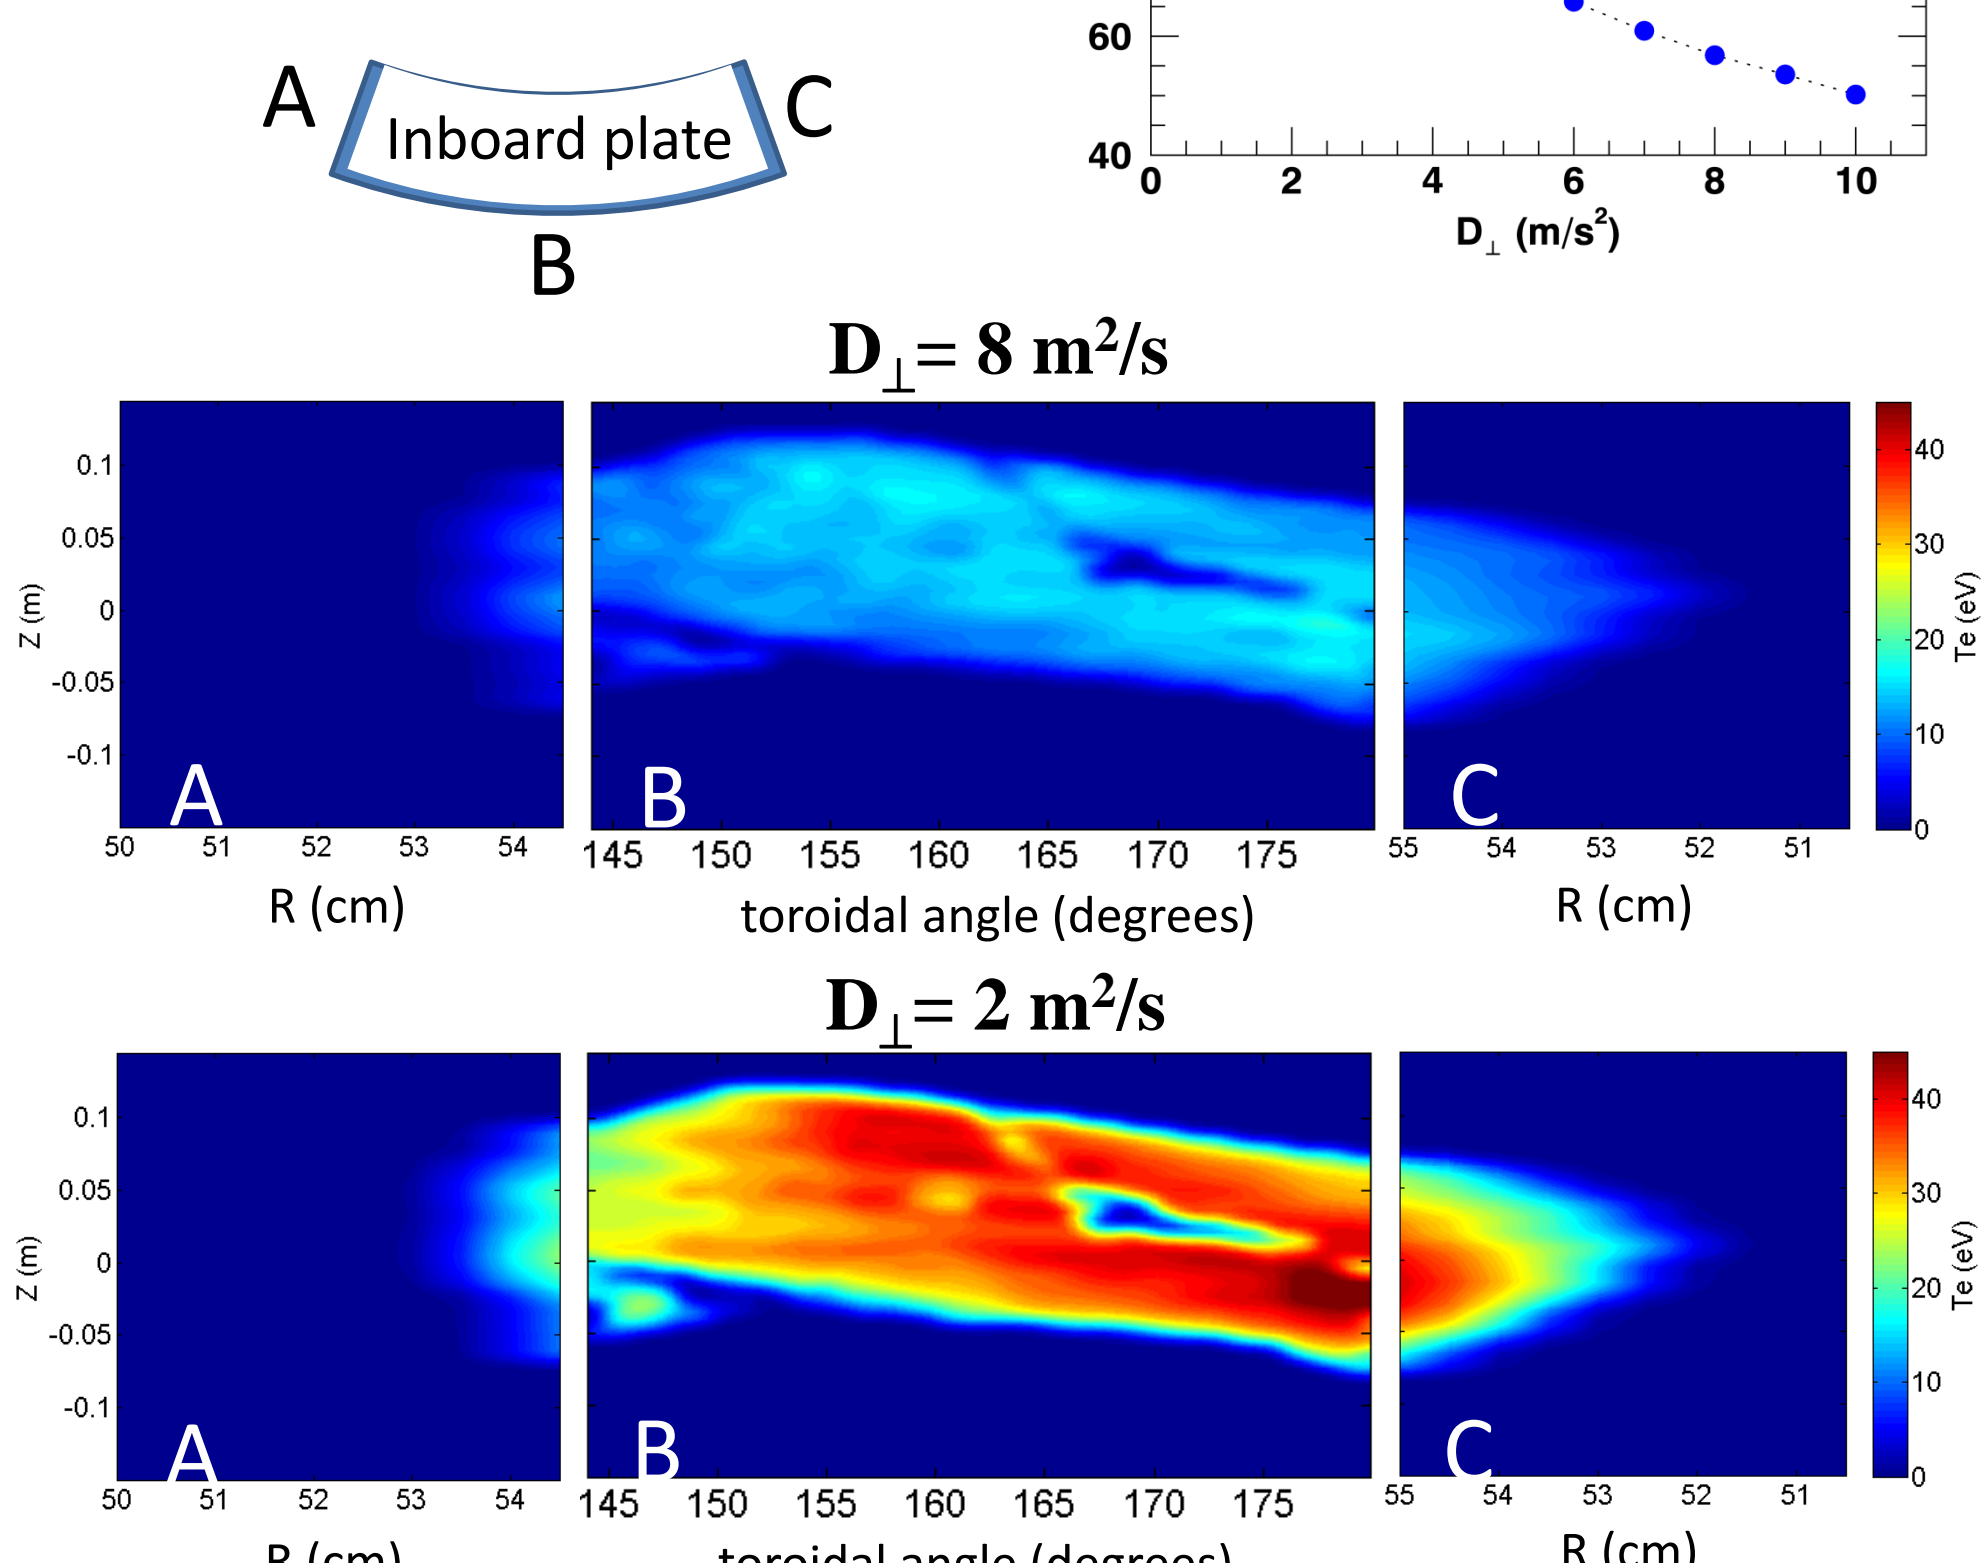 60
40
0 2 4 6 8 10
D⊥ (m/s²)
A
Inboard plate
C
B
D⊥= 8 m²/s
Z (m)
0.1
0.05
0
-0.05
-0.1
A
50 51 52 53 54
R (cm)
B
145 150 155 160 165 170 175
toroidal angle (degrees)
C
55 54 53 52 51
R (cm)
40
30
20
10
0
Te (eV)
D⊥= 2 m²/s
Z (m)
0.1
0.05
0
-0.05
-0.1
A
50 51 52 53 54
R (cm)
B
145 150 155 160 165 170 175
toroidal angle (degrees)
C
55 54 53 52 51
R (cm)
40
30
20
10
0
Te (eV)